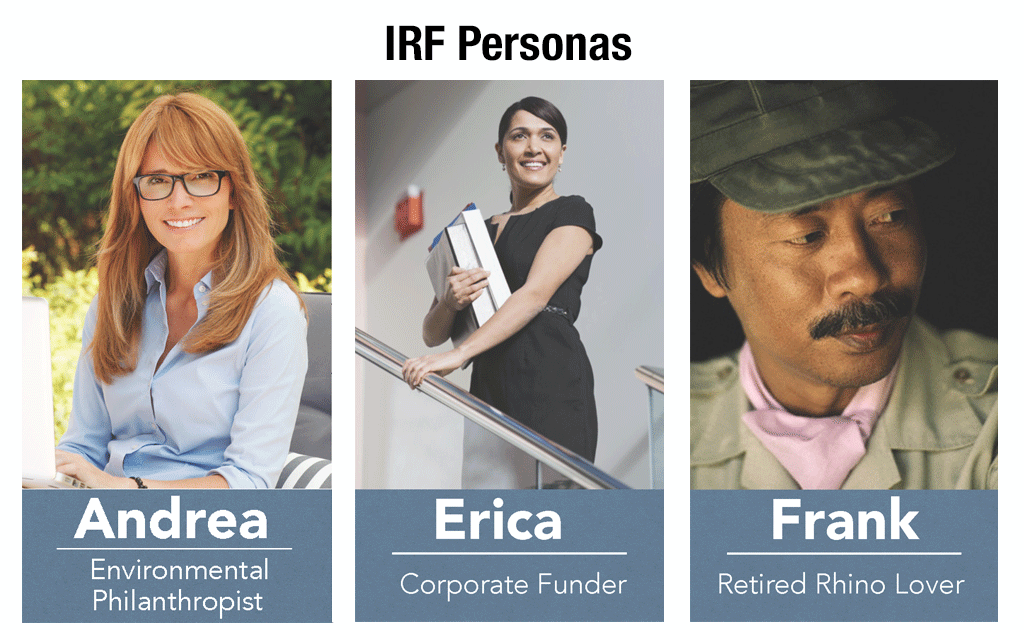 IRF Personas
Andrea
Environmental
Philanthropist
Erica
Corporate Funder
Frank
Retired Rhino Lover